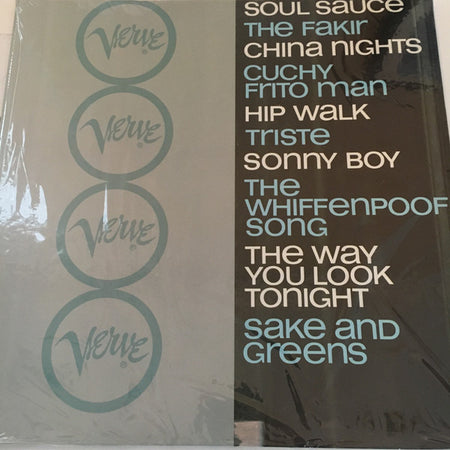 Verve
Verve
Verve
Verve
SOUL SAUCE
THE FAKIR
CHINA NIGHTS
CUCHY
FRITO MAN
HIP WALK
TRISTE
SONNY BOY
THE
WHIFFENPOOF
SONG
THE WAY
YOU LOOK
TONIGHT
SAKE AND
GREENS